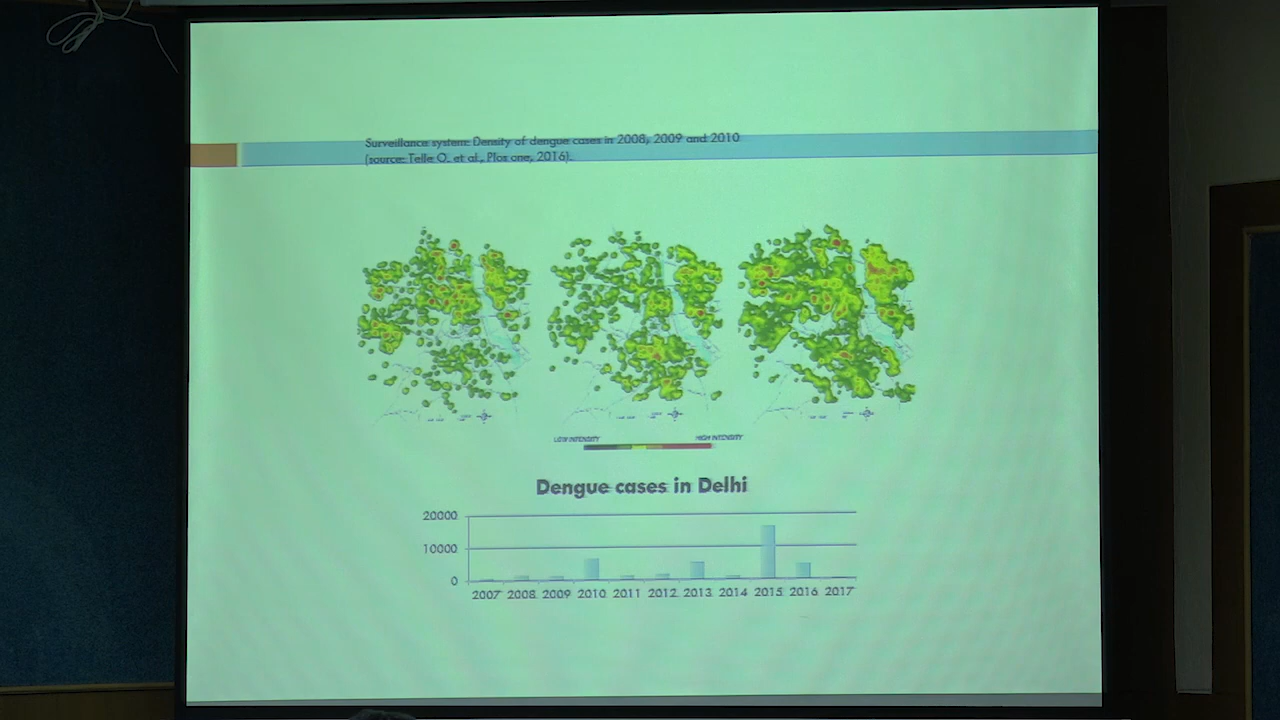 Surveillance system: Density of dengue cases in 2008, 2009 and 2010
(source: Telle O. et al., Plos one, 2016).
LOW INTENSITY HIGH INTENSITY
Dengue cases in Delhi
20000
10000
0
2007 2008 2009 2010 2011 2012 2013 2014 2015 2016 2017